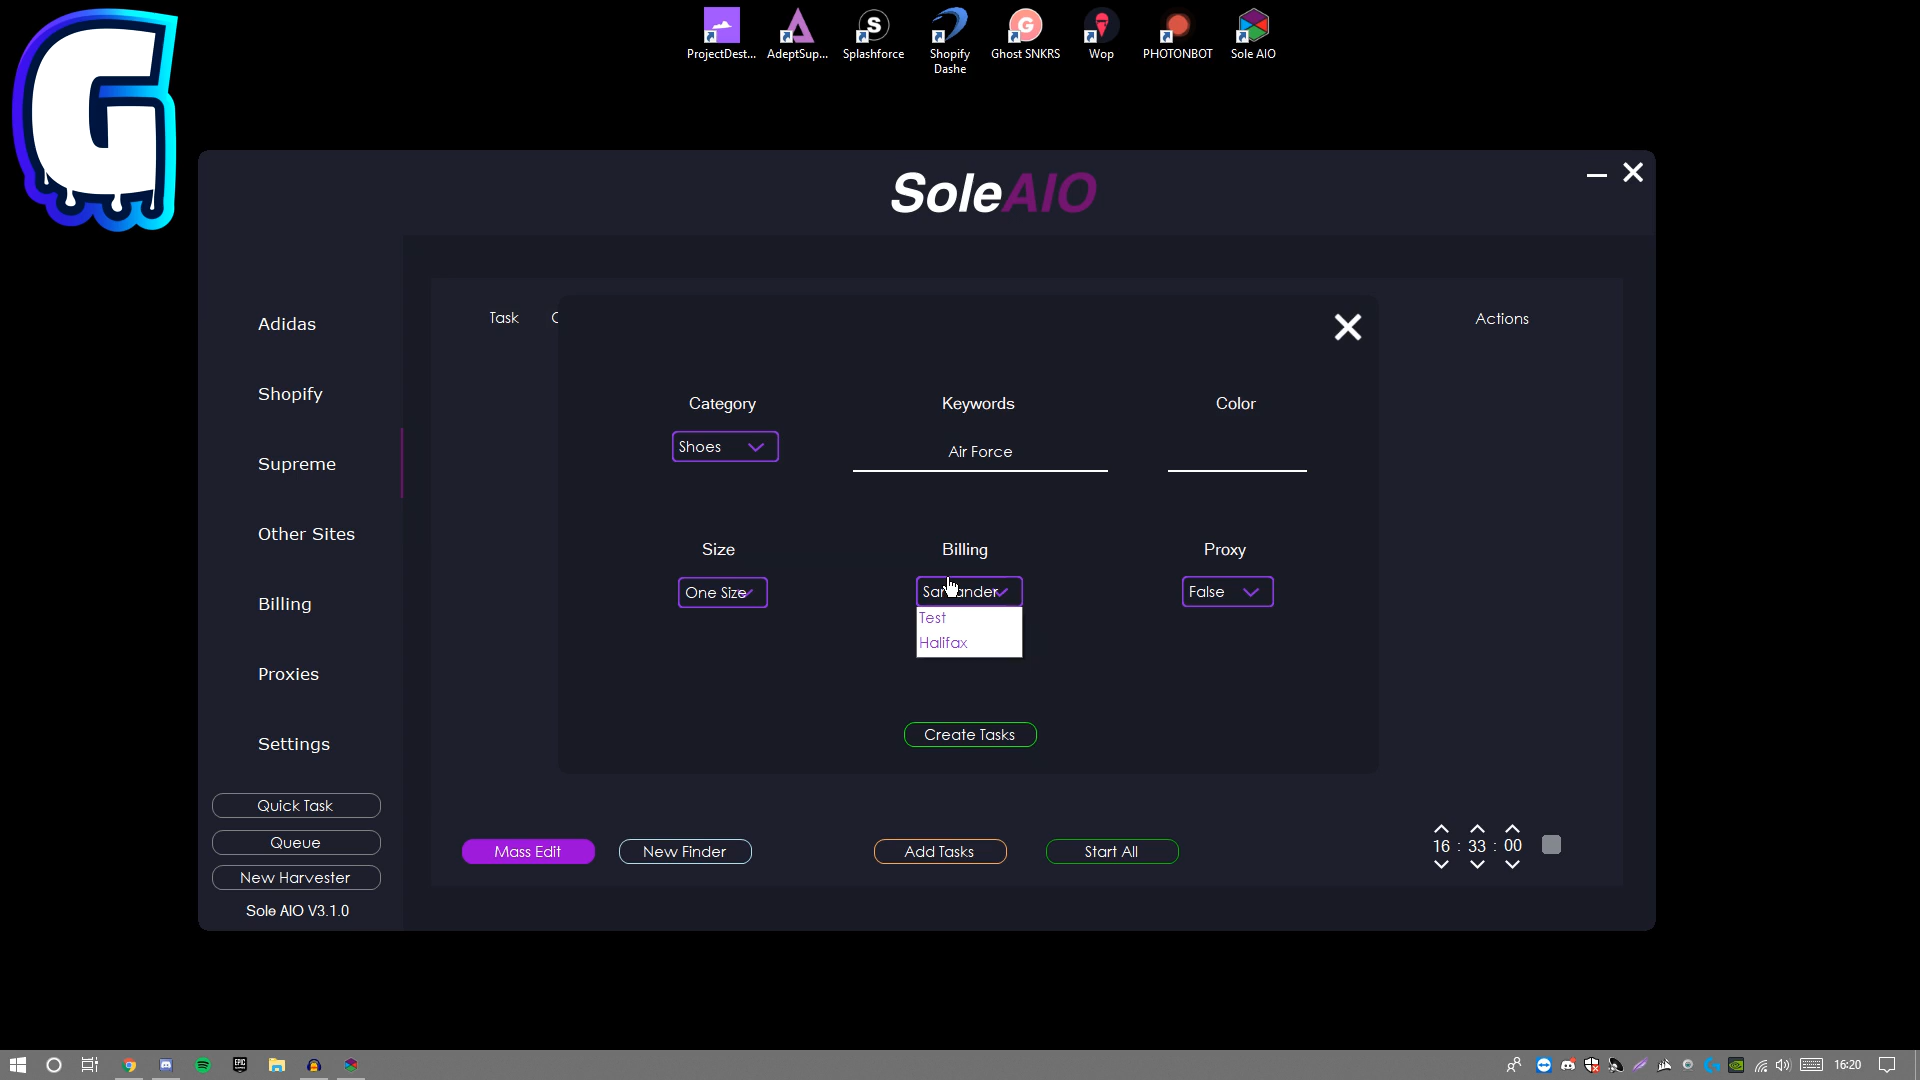 G
ProjectDest...
AdeptSup...
Splashforce
Shopify Dashe
Ghost SNKRS
Wop
PHOTONBOT
Sole AIO
SoleAIO
Adidas
Shopify
Supreme
Other Sites
Billing
Proxies
Settings
Quick Task
Queue
New Harvester
Sole AIO V3.1.0
Task
Actions
Category
Keywords
Color
Shoes
Air Force
Size
Billing
Proxy
One Size
Santander
False
Test
Halifax
Create Tasks
Mass Edit
New Finder
Add Tasks
Start All
16 : 33 : 00
EPIC
16:20